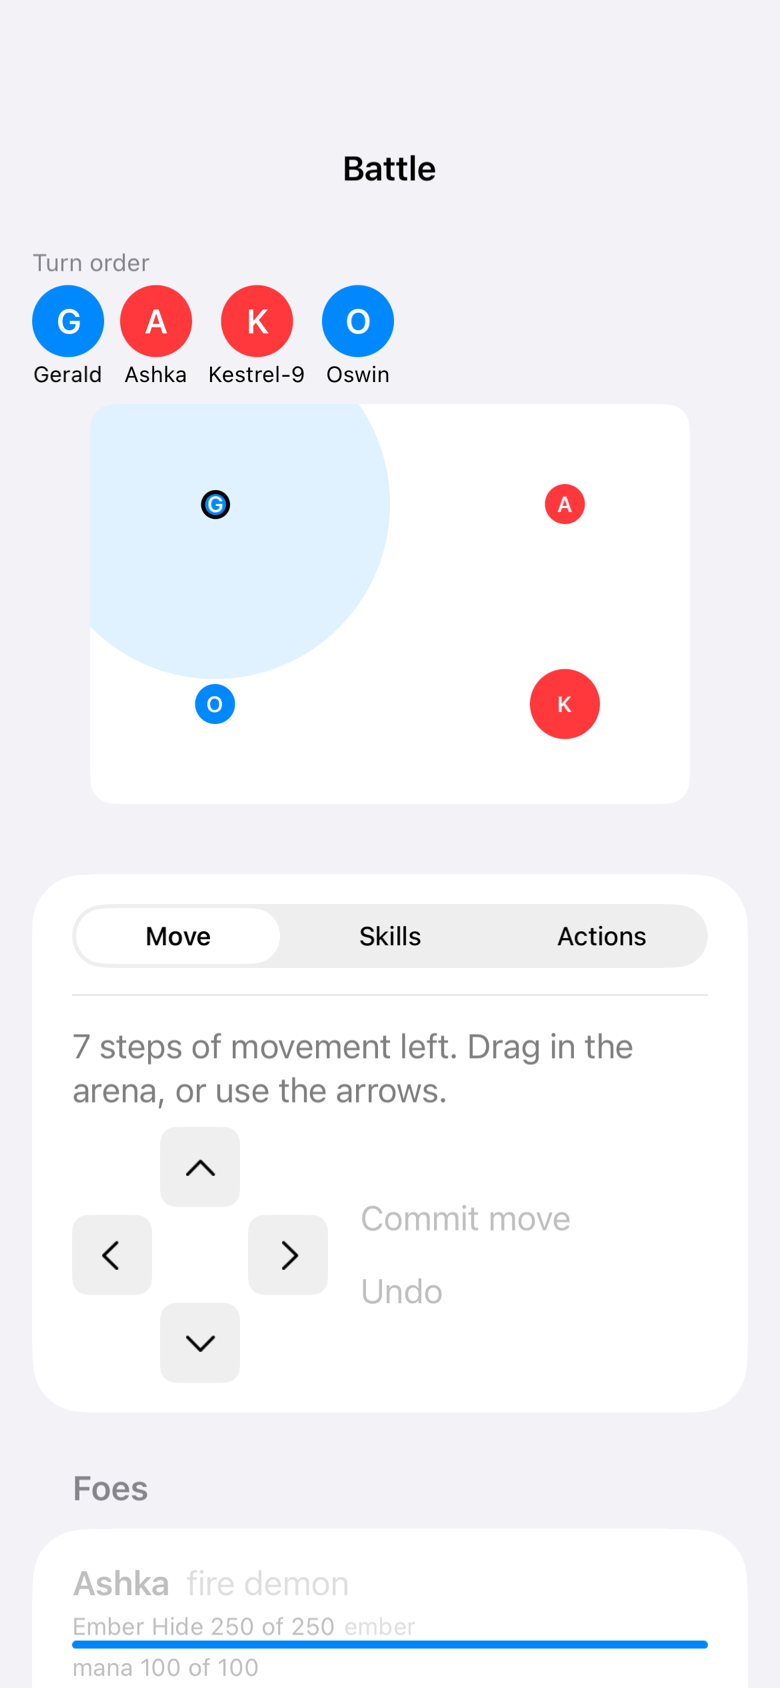 Battle
Turn order
G A K O
Gerald Ashka Kestrel-9 Oswin
G A
O K
Move Skills Actions
7 steps of movement left. Drag in the
arena, or use the arrows.
Commit move
Undo
Foes
Ashka fire demon
Ember Hide 250 of 250 ember
mana 100 of 100